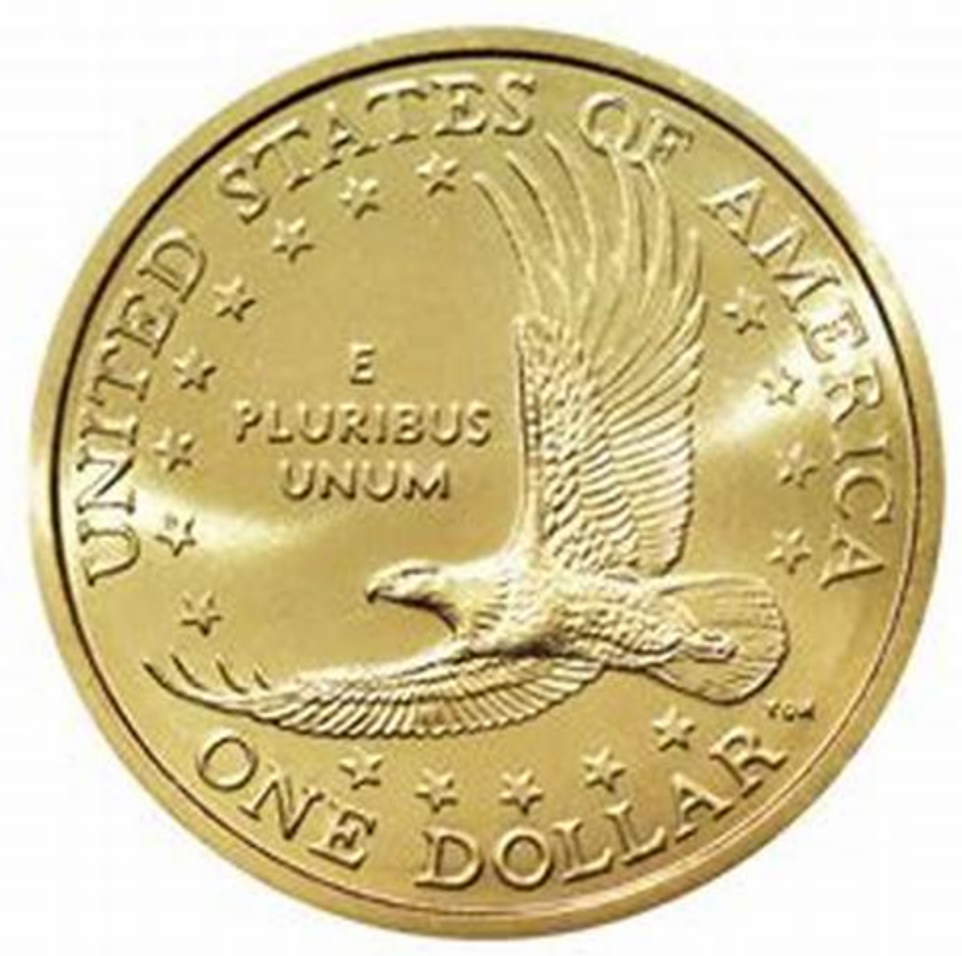 UNITED STATES OF AMERICA
E
PLURIBUS
UNUM
ONE DOLLAR